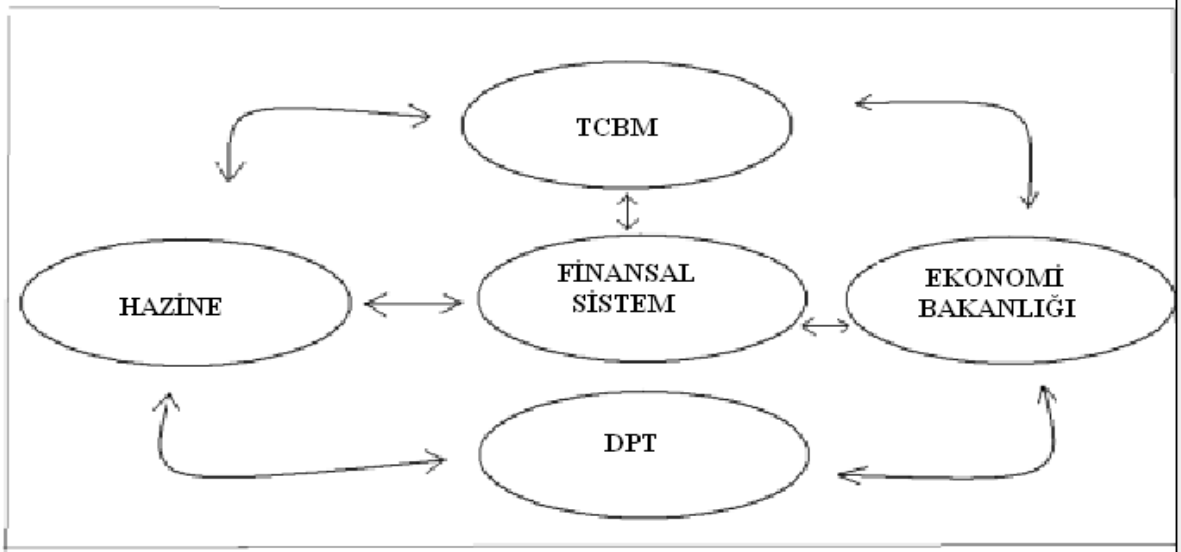 TCBM
HAZİNE
FİNANSAL
SİSTEM
EKONOMİ
BAKANLIĞI
DPT